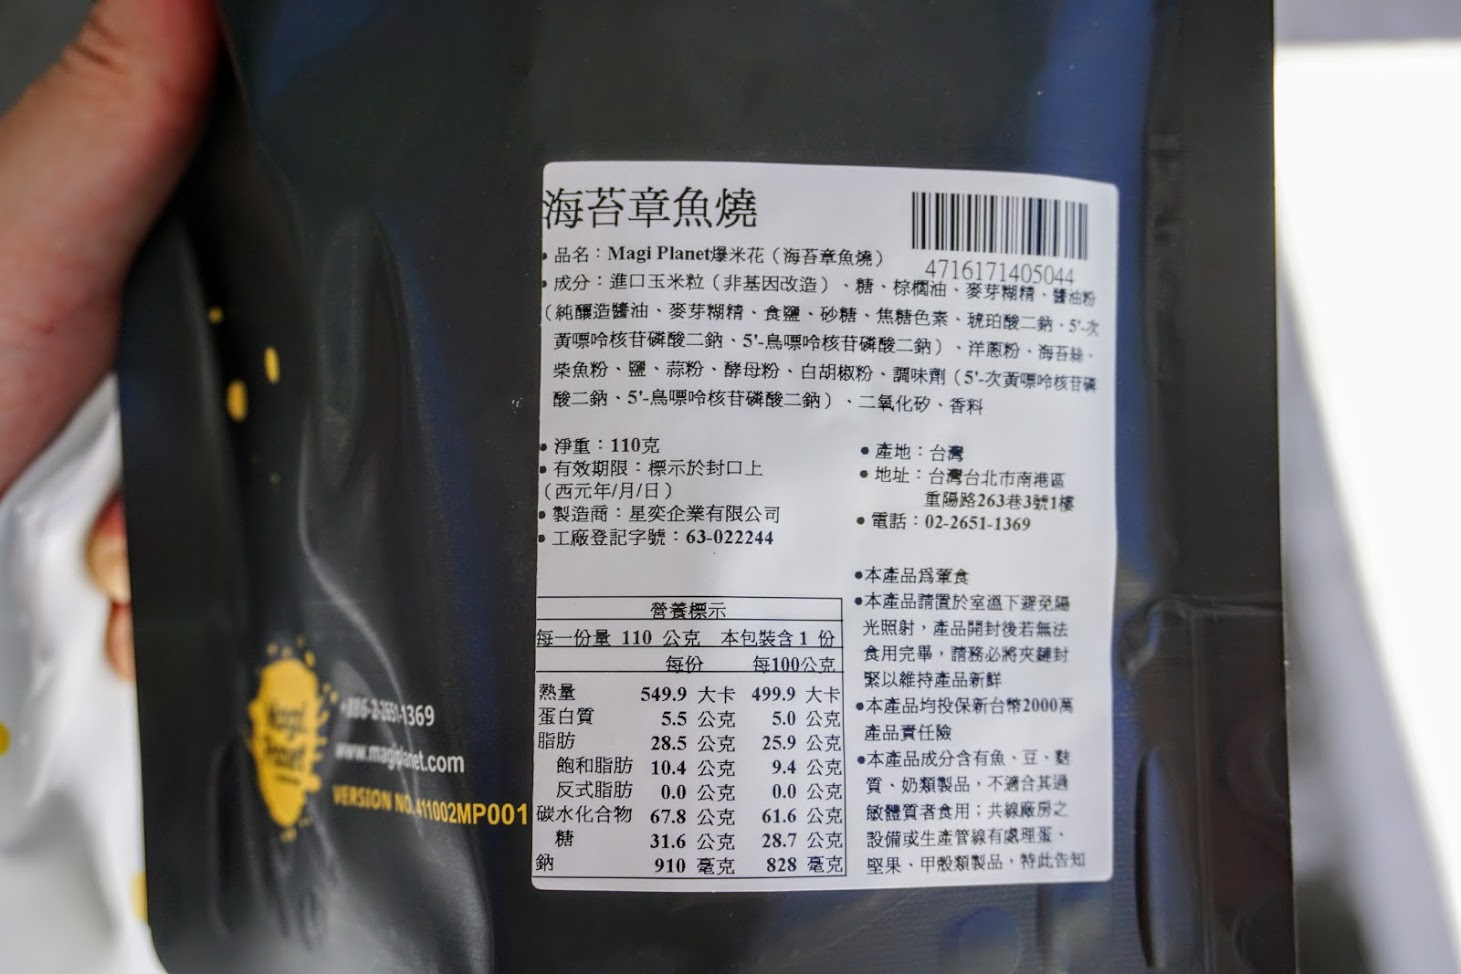 海苔章魚燒
4716171405044
• 品名：Magi Planet爆米花（海苔章魚燒）
• 成分：進口玉米粒（非基因改造）、糖、棕櫚油、麥芽糊精、醬油粉
（純釀造醬油、麥芽糊精、食鹽、砂糖、焦糖色素、琥珀酸二鈉、5'-次
黃嘌呤核苷磷酸二鈉、5'-鳥嘌呤核苷磷酸二鈉）、洋蔥粉、海苔絲、
柴魚粉、鹽、蒜粉、酵母粉、白胡椒粉、調味劑（5'-次黃嘌呤核苷磷
酸二鈉、5'-鳥嘌呤核苷磷酸二鈉）、二氧化矽、香料
• 淨重：110克
• 有效期限：標示於封口上
（西元年/月/日）
• 製造商：星奕企業有限公司
• 工廠登記字號：63-022244
• 產地：台灣
• 地址：台灣台北市南港區
重陽路263巷3號1樓
• 電話：02-2651-1369
營養標示
每一份量 110 公克 本包裝含 1 份
每份 每100公克
熱量 549.9 大卡 499.9 大卡
蛋白質 5.5 公克 5.0 公克
脂肪 28.5 公克 25.9 公克
飽和脂肪 10.4 公克 9.4 公克
反式脂肪 0.0 公克 0.0 公克
碳水化合物 67.8 公克 61.6 公克
糖 31.6 公克 28.7 公克
鈉 910 毫克 828 毫克
•本產品為葷食
•本產品請置於室溫下避免陽
光照射，產品開封後若無法
食用完畢，請務必將夾鏈封
緊以維持產品新鮮
•本產品均投保新台幣2000萬
產品責任險
•本產品成分含有魚、豆、麩
質、奶類製品，不適合其過
敏體質者食用；共線廠房之
設備或生產管線有處理蛋、
堅果、甲殼類製品，特此告知
Magi
Planet
+886-2-2651-1369
www.magiplanet.com
VERSION NO.411002MP001